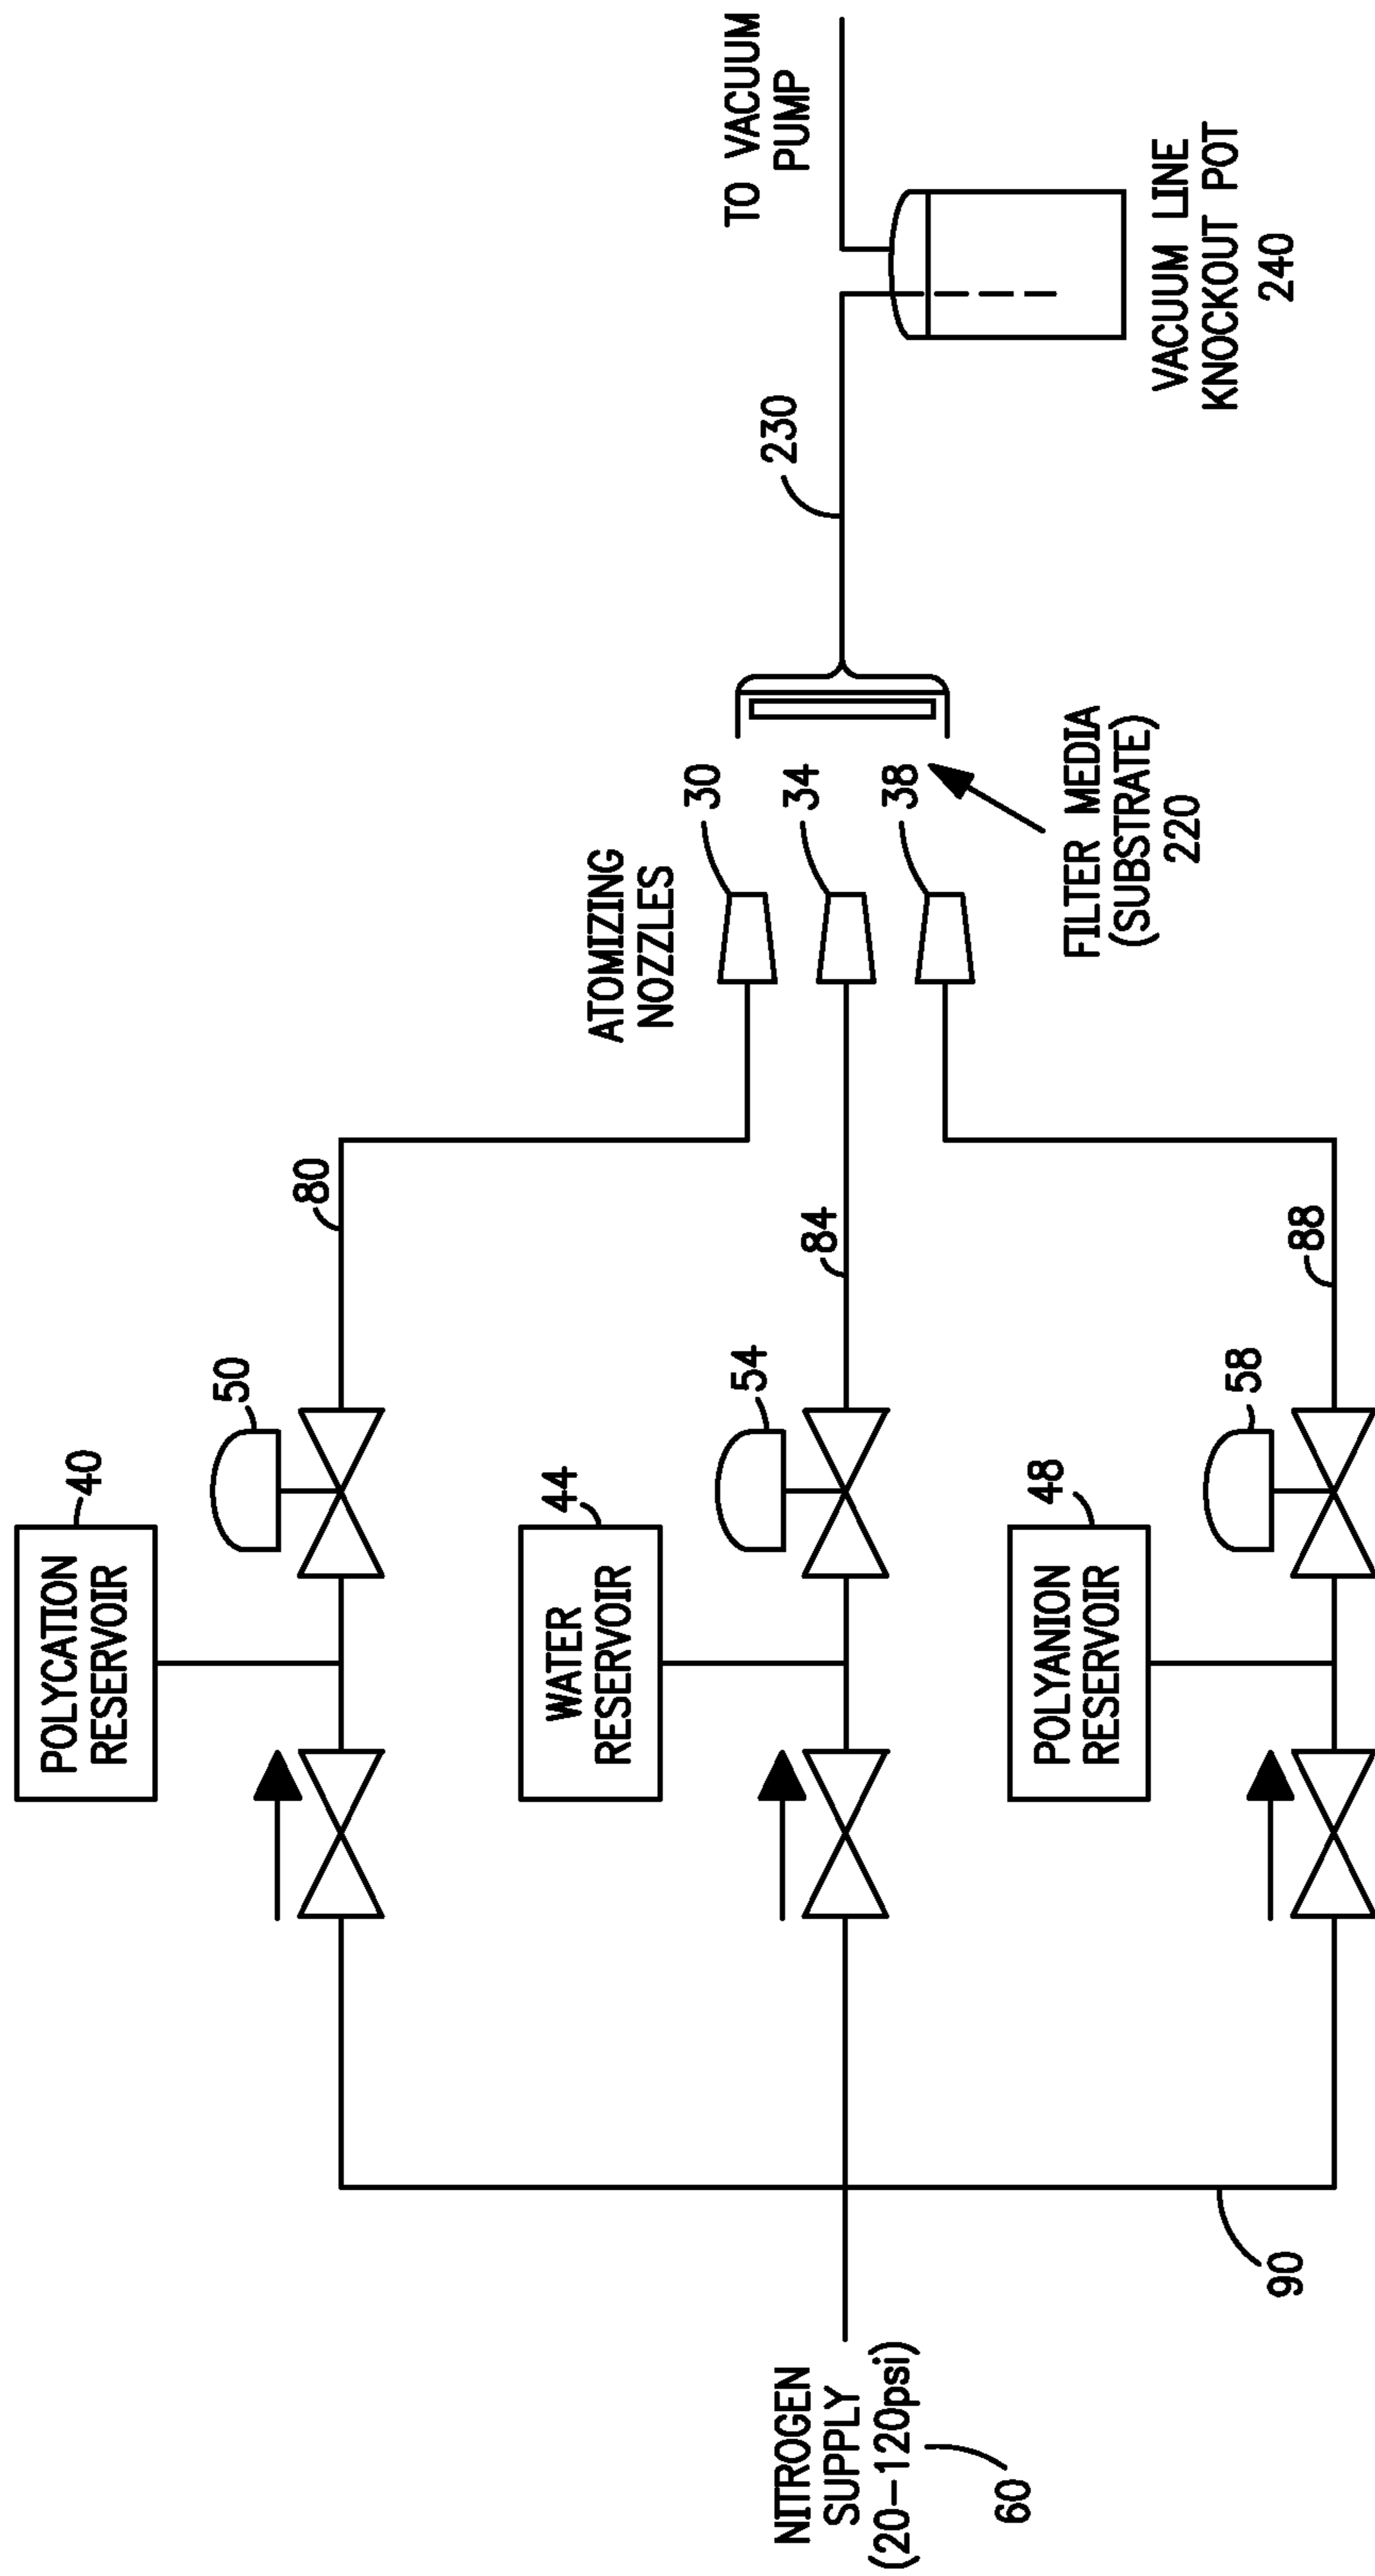 POLYCATION
RESERVOIR
40
50
80
WATER
RESERVOIR
44
54
84
POLYANION
RESERVOIR
48
58
88
NITROGEN
SUPPLY
(20-120psi)
60
90
ATOMIZING
NOZZLES
30
34
38
FILTER MEDIA
(SUBSTRATE)
220
230
TO VACUUM
PUMP
VACUUM LINE
KNOCKOUT POT
240